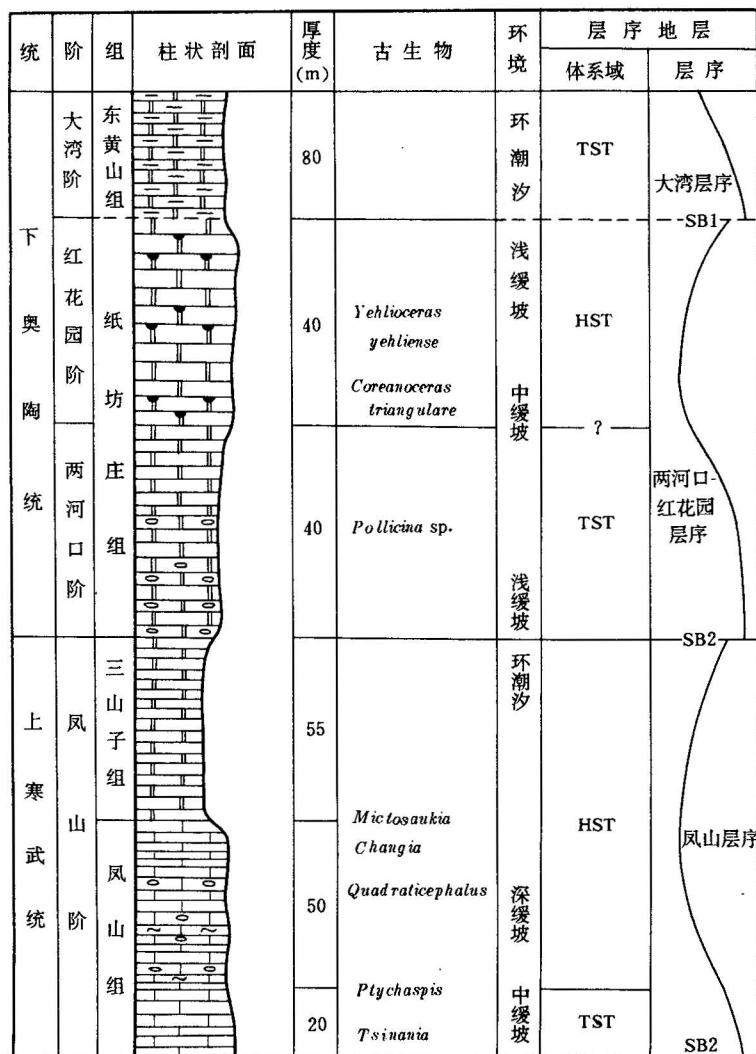 统 阶 组 柱状剖面 厚度(m) 古生物 环境 层序地层
体系域 层序
下奥陶统
上寒武统
大湾阶
红花园阶
两河口阶
凤山阶
东黄山组
纸坊庄组
三山子组
凤山组
80
40
40
55
50
20
Yehlioceras
yehliense
Coreanoceras
triangulare
Pollicina sp.
Mictosaukia
Changia
Quadraticephalus
Ptychaspis
Tsinania
环潮汐
浅缓坡
中缓坡
浅缓坡
环潮汐
深缓坡
中缓坡
TST
HST
?
TST
HST
TST
大湾层序
SB1
两河口-
红花园
层序
SB2
凤山层序
SB2